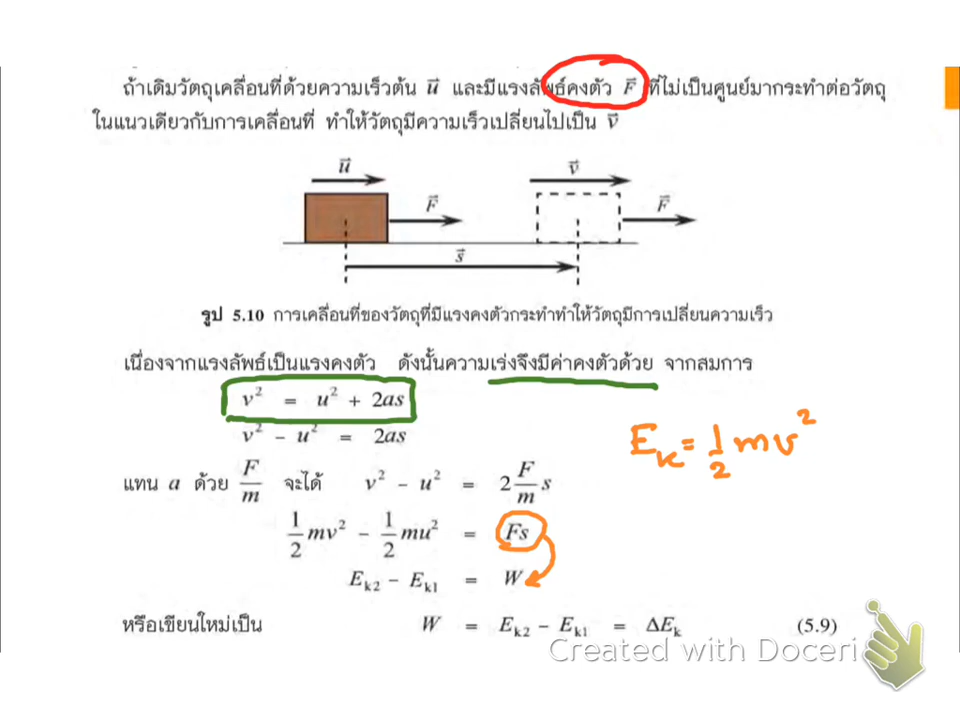 ถ้าเดิมวัตถุเคลื่อนที่ด้วยความเร็วต้น u⃗ และมีแรงลัพธ์คงตัว F⃗ ที่ไม่เป็นศูนย์มากระทำต่อวัตถุ
ในแนวเดียวกับการเคลื่อนที่ ทำให้วัตถุมีความเร็วเปลี่ยนไปเป็น v⃗
u⃗ v⃗
F⃗ F⃗
s⃗
รูป 5.10 การเคลื่อนที่ของวัตถุที่มีแรงคงตัวกระทำทำให้วัตถุมีการเปลี่ยนความเร็ว
เนื่องจากแรงลัพธ์เป็นแรงคงตัว ดังนั้นความเร่งจึงมีค่าคงตัวด้วย จากสมการ
v² = u² + 2as
v² – u² = 2as
Eₖ = 1/2 mv²
แทน a ด้วย F/m จะได้ v² – u² = 2 F/m s
1/2 mv² – 1/2 mu² = Fs
Ek2 – Ek1 = W
หรือเขียนใหม่เป็น W = Ek2 – Ek1 = ΔEk (5.9)
Created with Doceri